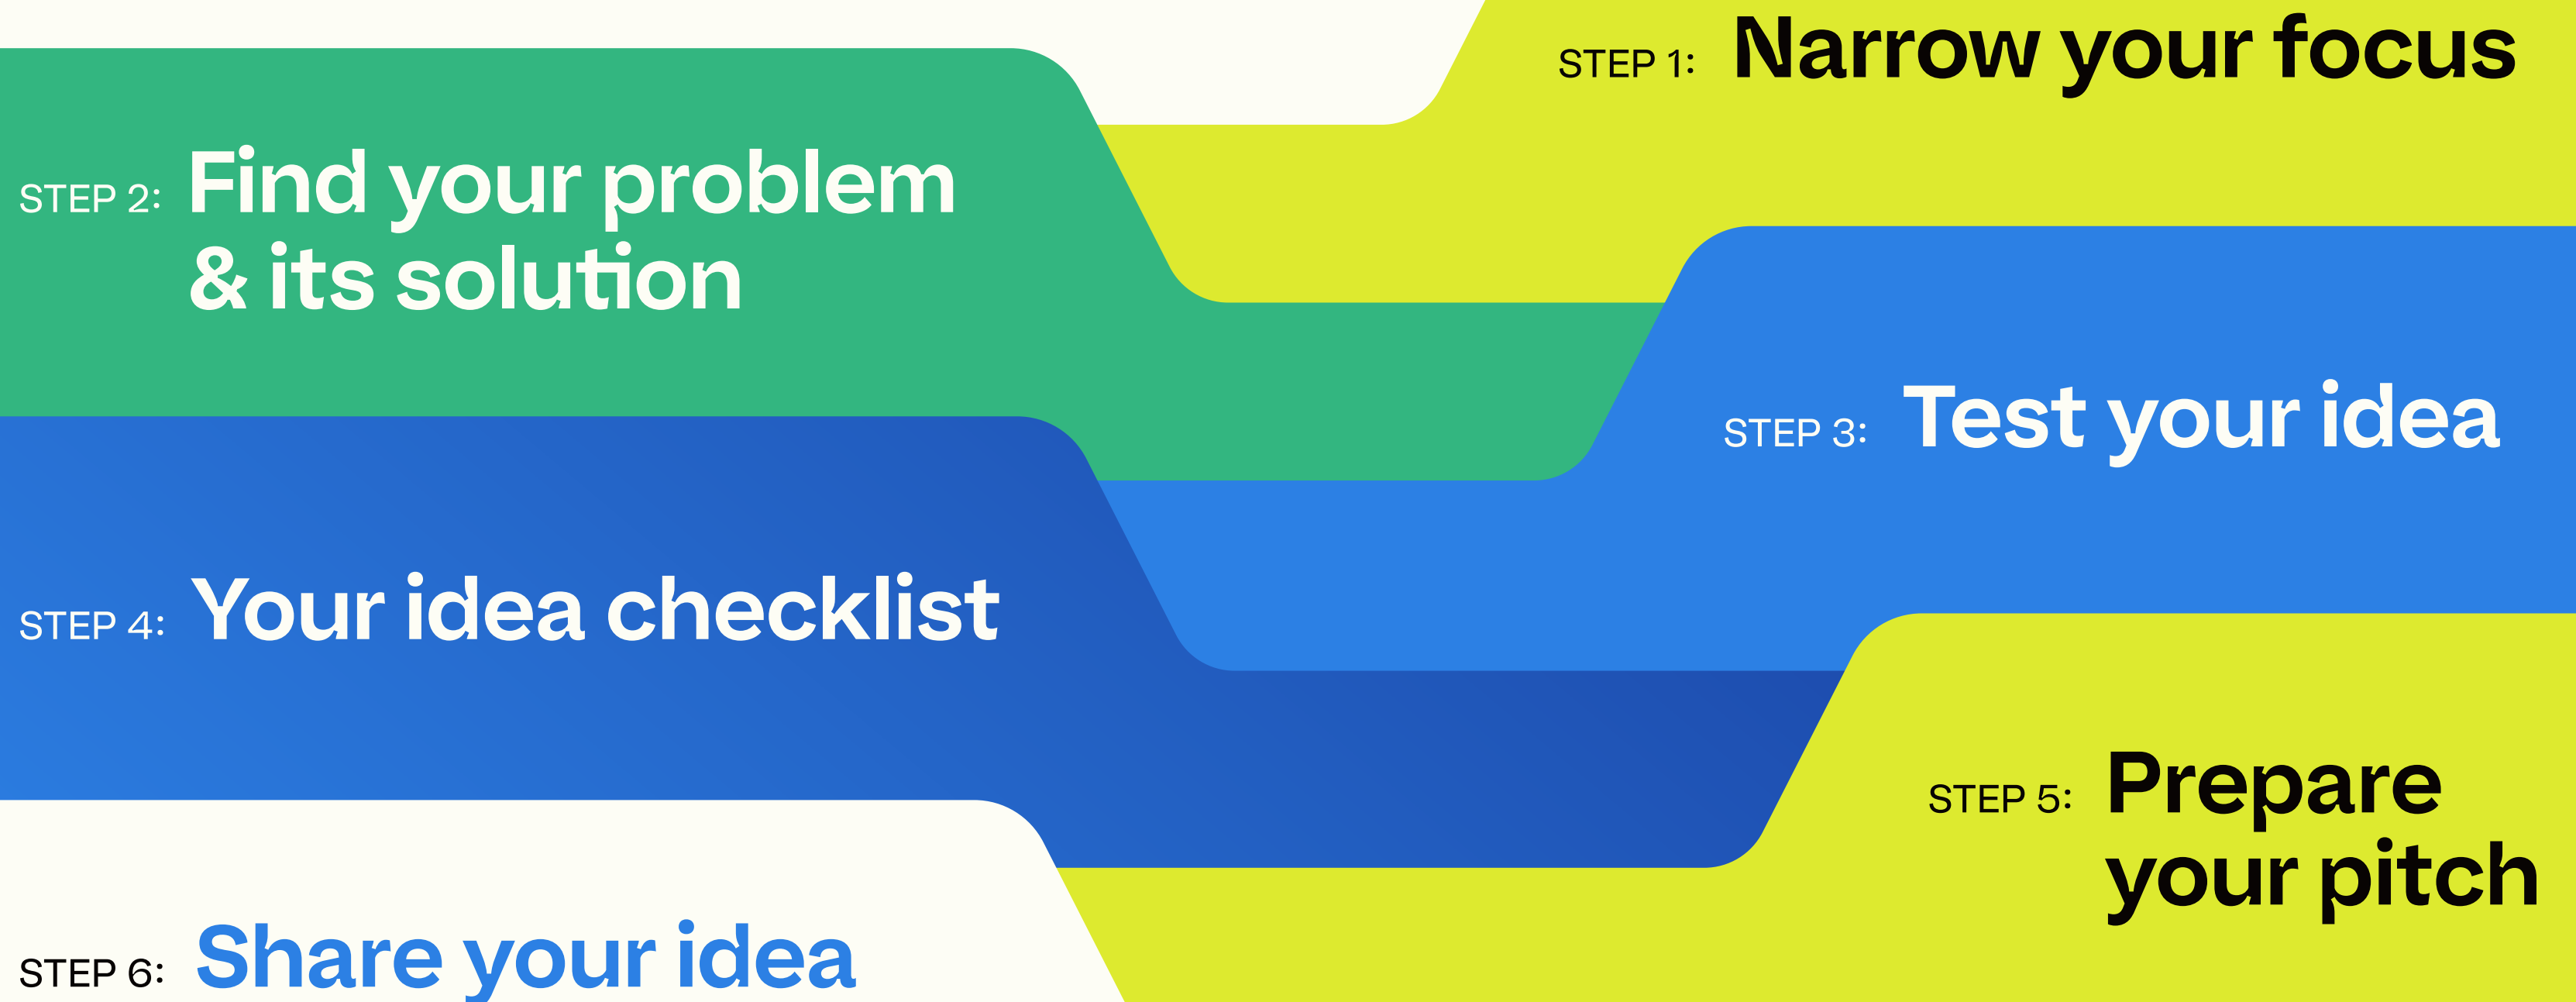 STEP 1: Narrow your focus
STEP 2: Find your problem
& its solution
STEP 3: Test your idea
STEP 4: Your idea checklist
STEP 5: Prepare
your pitch
STEP 6: Share your idea